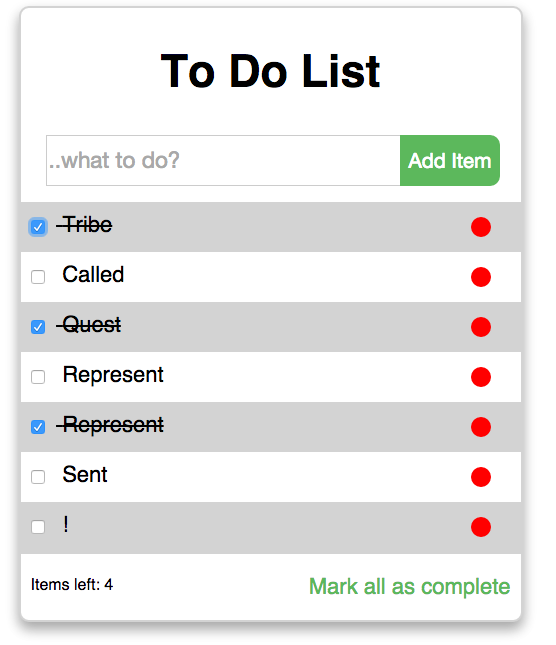 To Do List
..what to do? Add Item
Tribe
Called
Quest
Represent
Represent
Sent
!
Items left: 4 Mark all as complete